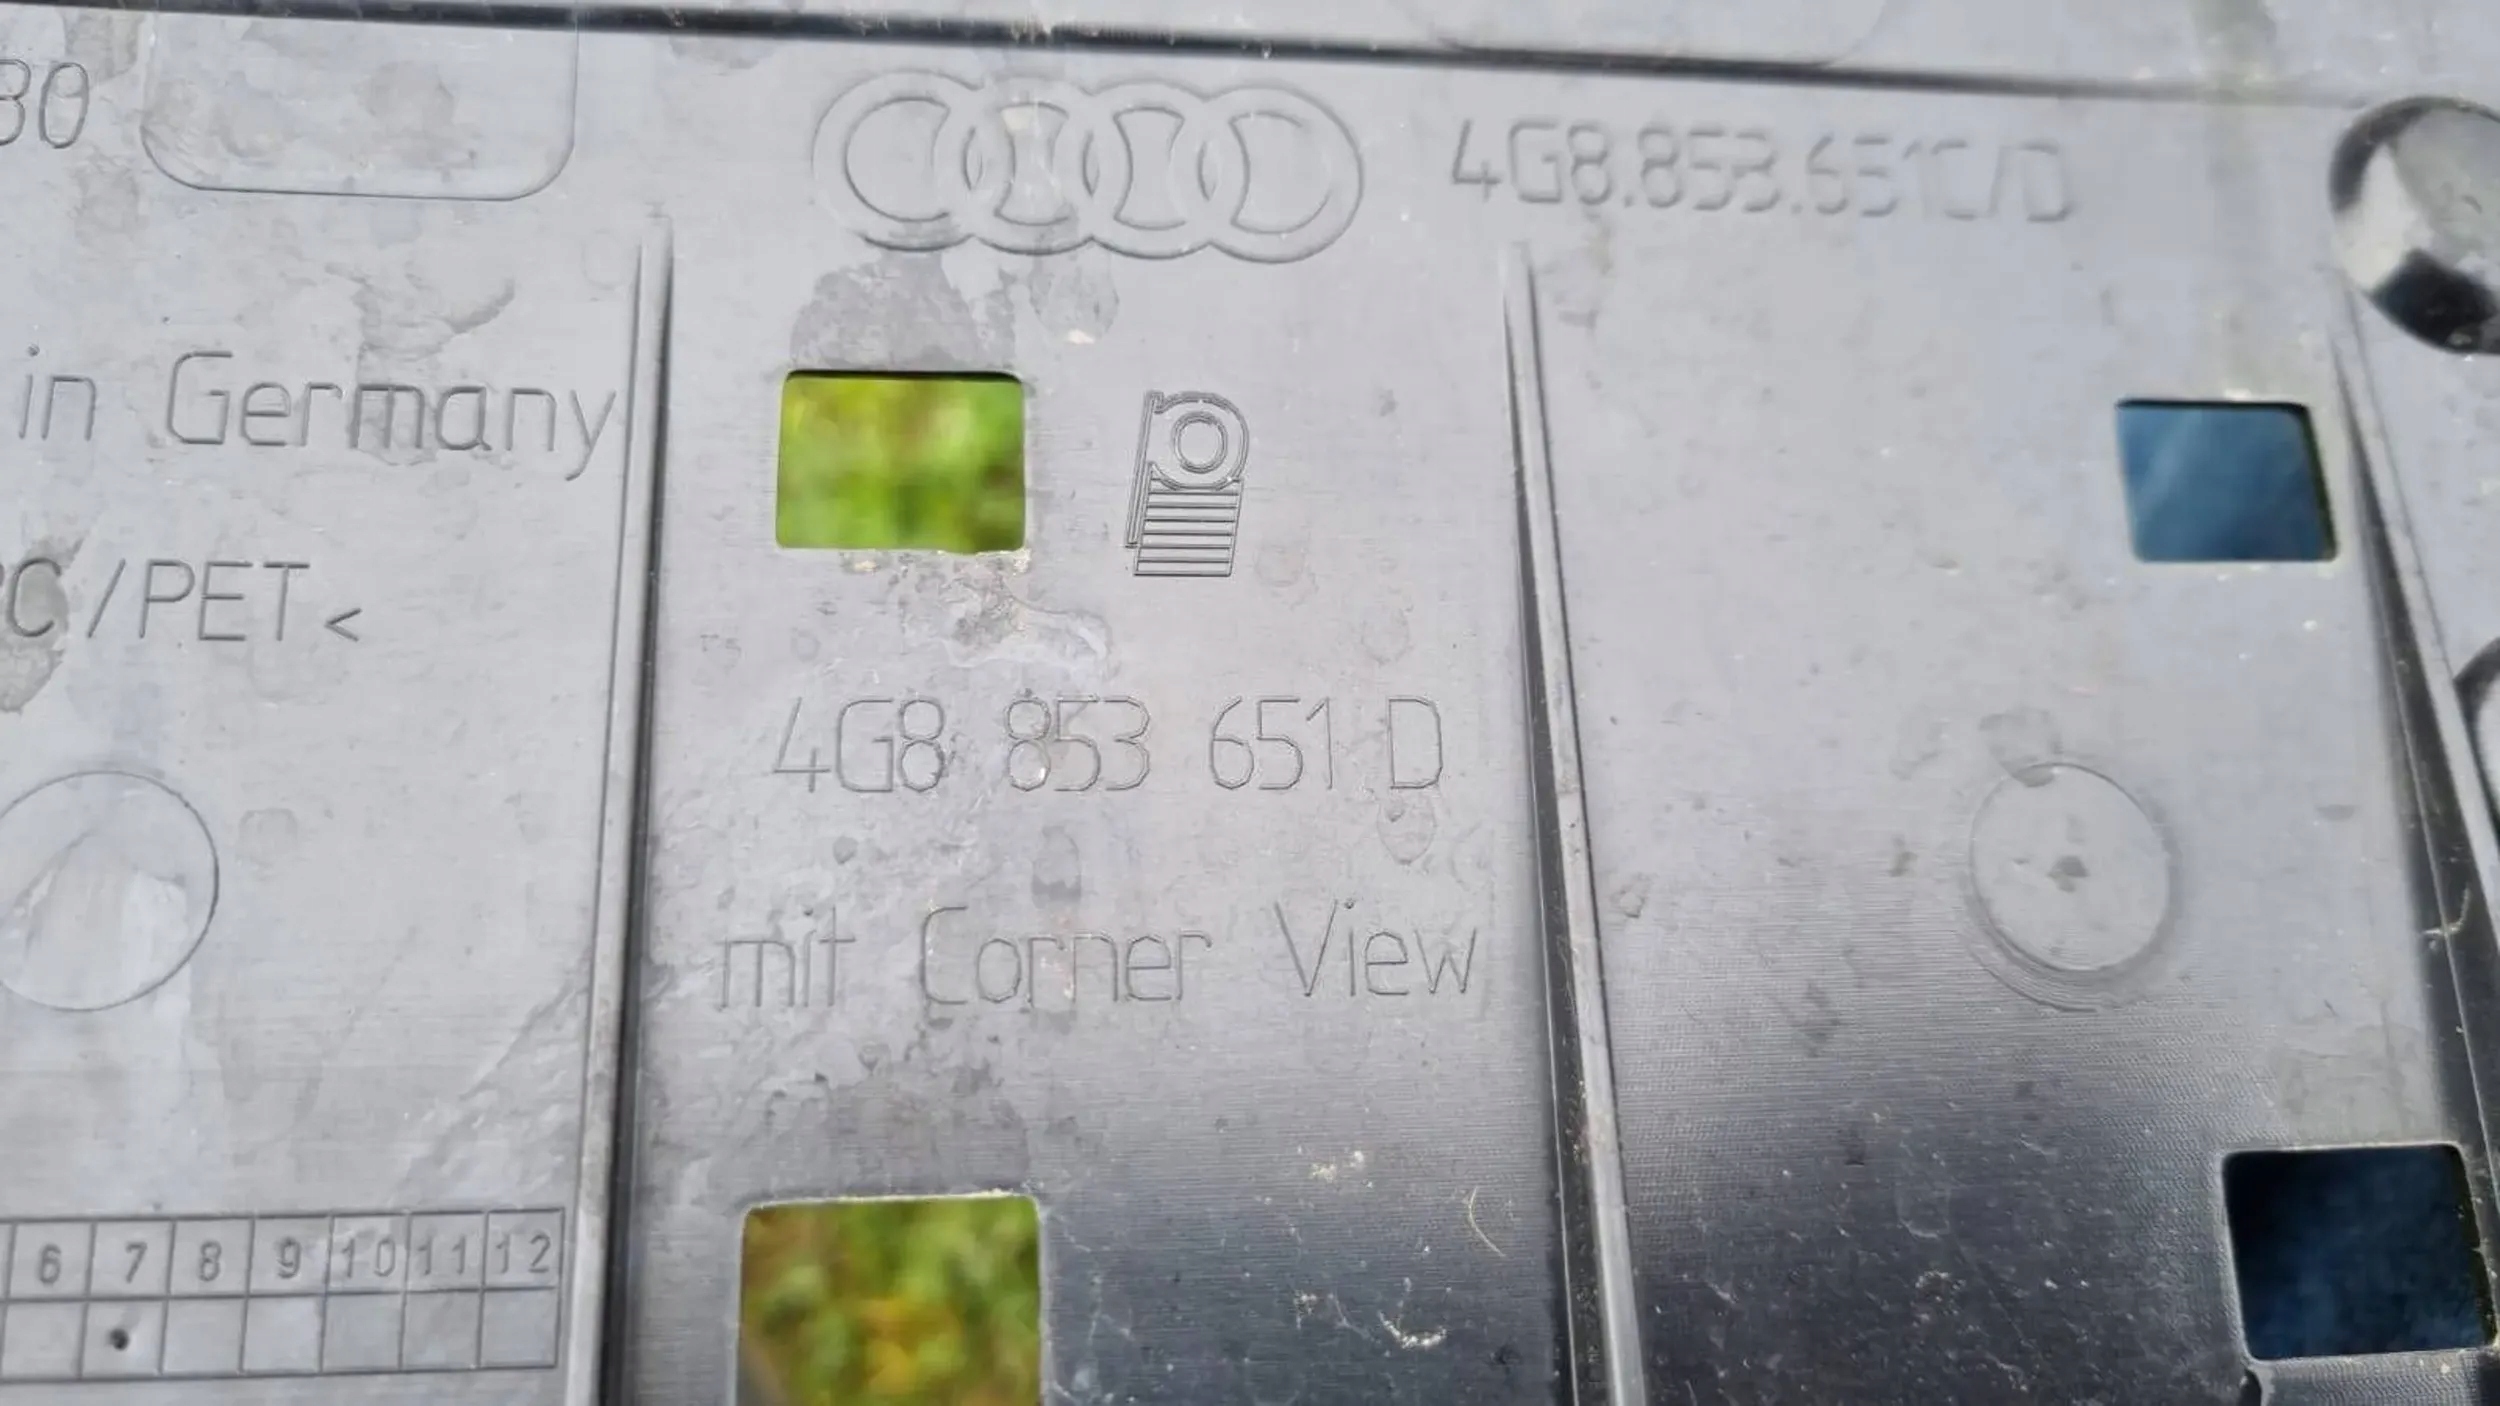 80
4G8.853.651C/D
in Germany
C/PET<
4G8 853 651 D
mit Corner View
6 7 8 9 10 11 12